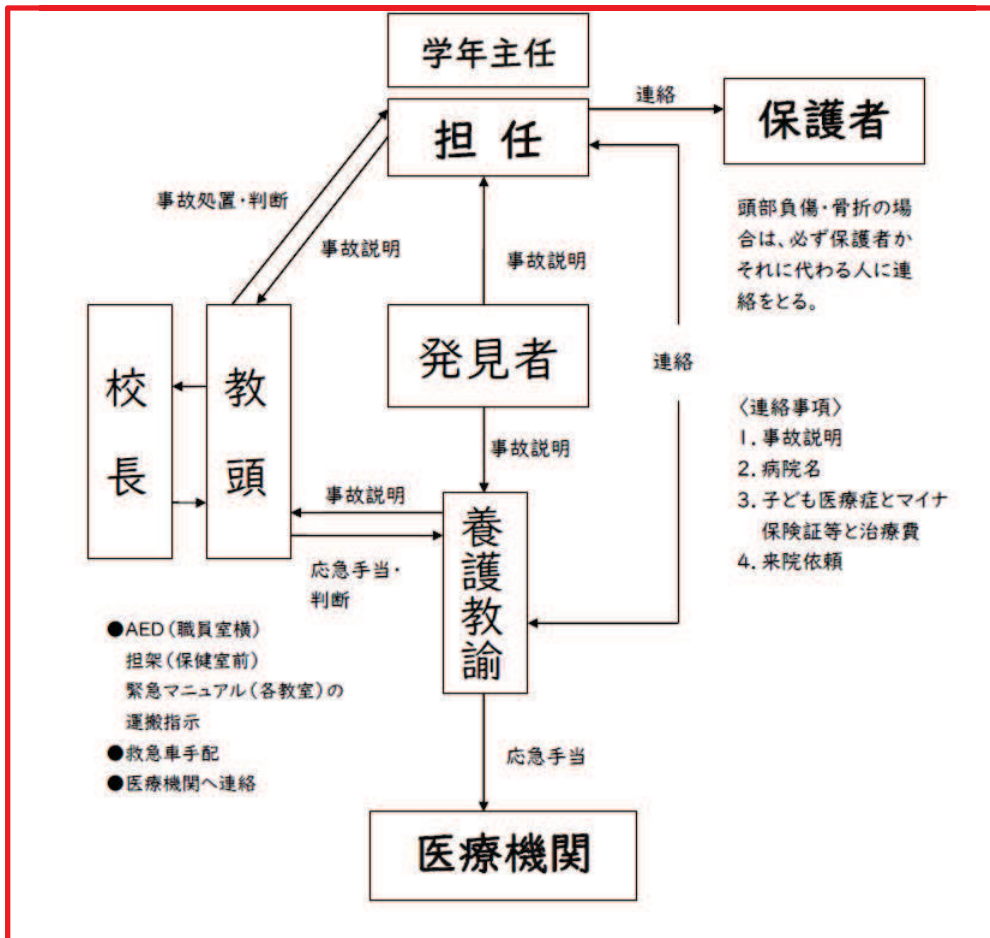 学年主任
担 任
連絡
保護者
事故処置・判断
事故説明
事故説明
頭部負傷・骨折の場
合は、必ず保護者か
それに代わる人に連
絡をとる。
校長
教頭
発見者
連絡
事故説明
〈連絡事項〉
1. 事故説明
2. 病院名
3. 子ども医療症とマイナ
保険証等と治療費
4. 来院依頼
事故説明
応急手当・
判断
養護教諭
●AED（職員室横）
担架（保健室前）
緊急マニュアル（各教室）の
運搬指示
●救急車手配
●医療機関へ連絡
応急手当
医療機関